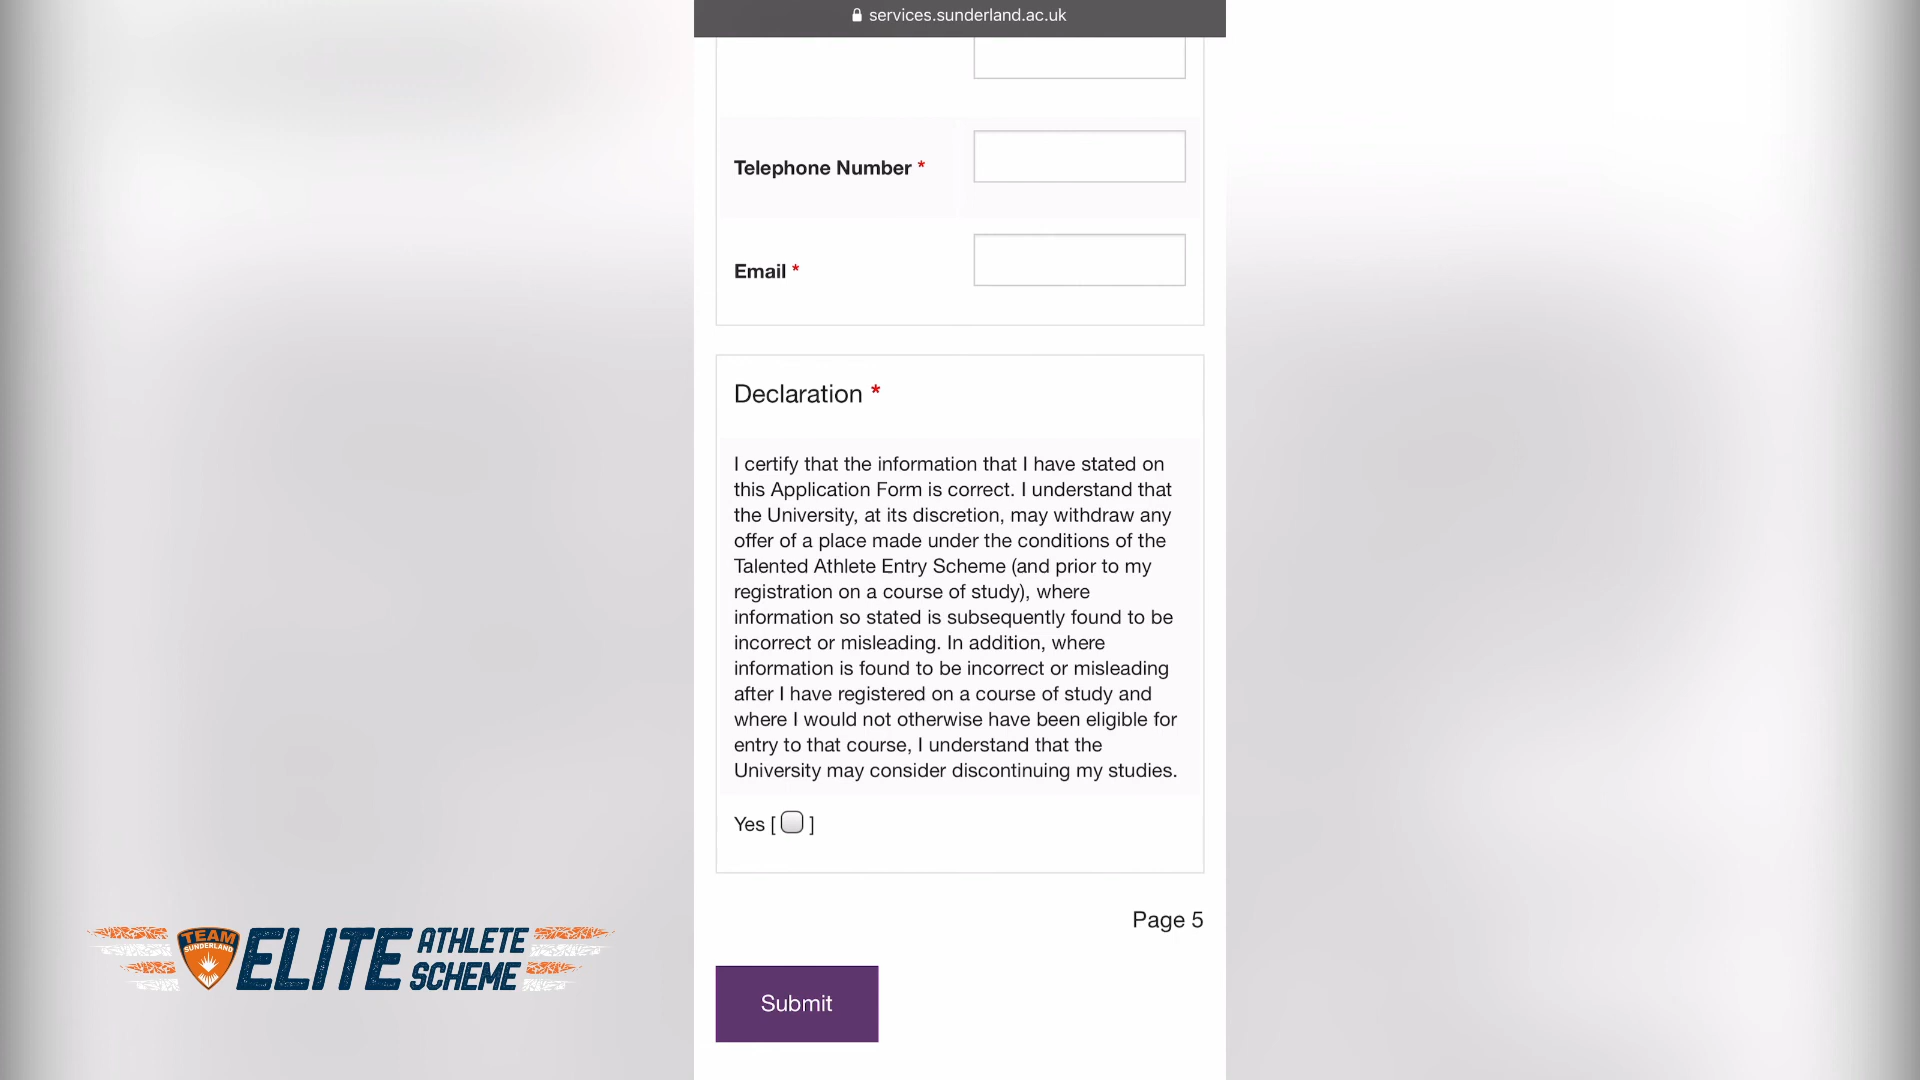 services.sunderland.ac.uk
Telephone Number *
Email *
Declaration *
I certify that the information that I have stated on
this Application Form is correct. I understand that
the University, at its discretion, may withdraw any
offer of a place made under the conditions of the
Talented Athlete Entry Scheme (and prior to my
registration on a course of study), where
information so stated is subsequently found to be
incorrect or misleading. In addition, where
information is found to be incorrect or misleading
after I have registered on a course of study and
where I would not otherwise have been eligible for
entry to that course, I understand that the
University may consider discontinuing my studies.
Yes [ ]
Page 5
Submit
TEAM
SUNDERLAND
ELITE
ATHLETE
SCHEME